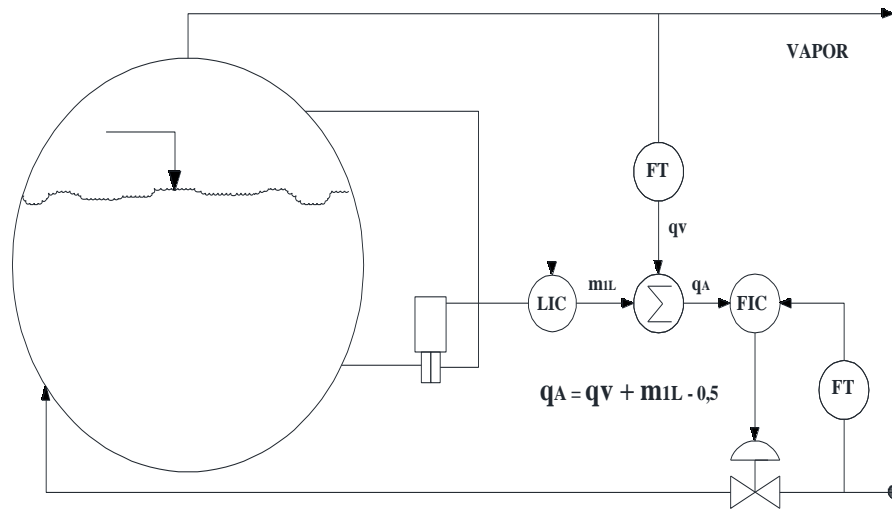 VAPOR
FT
qv
LIC
m1L
Σ
qA
FIC
FT
qA = qv + m1L - 0,5